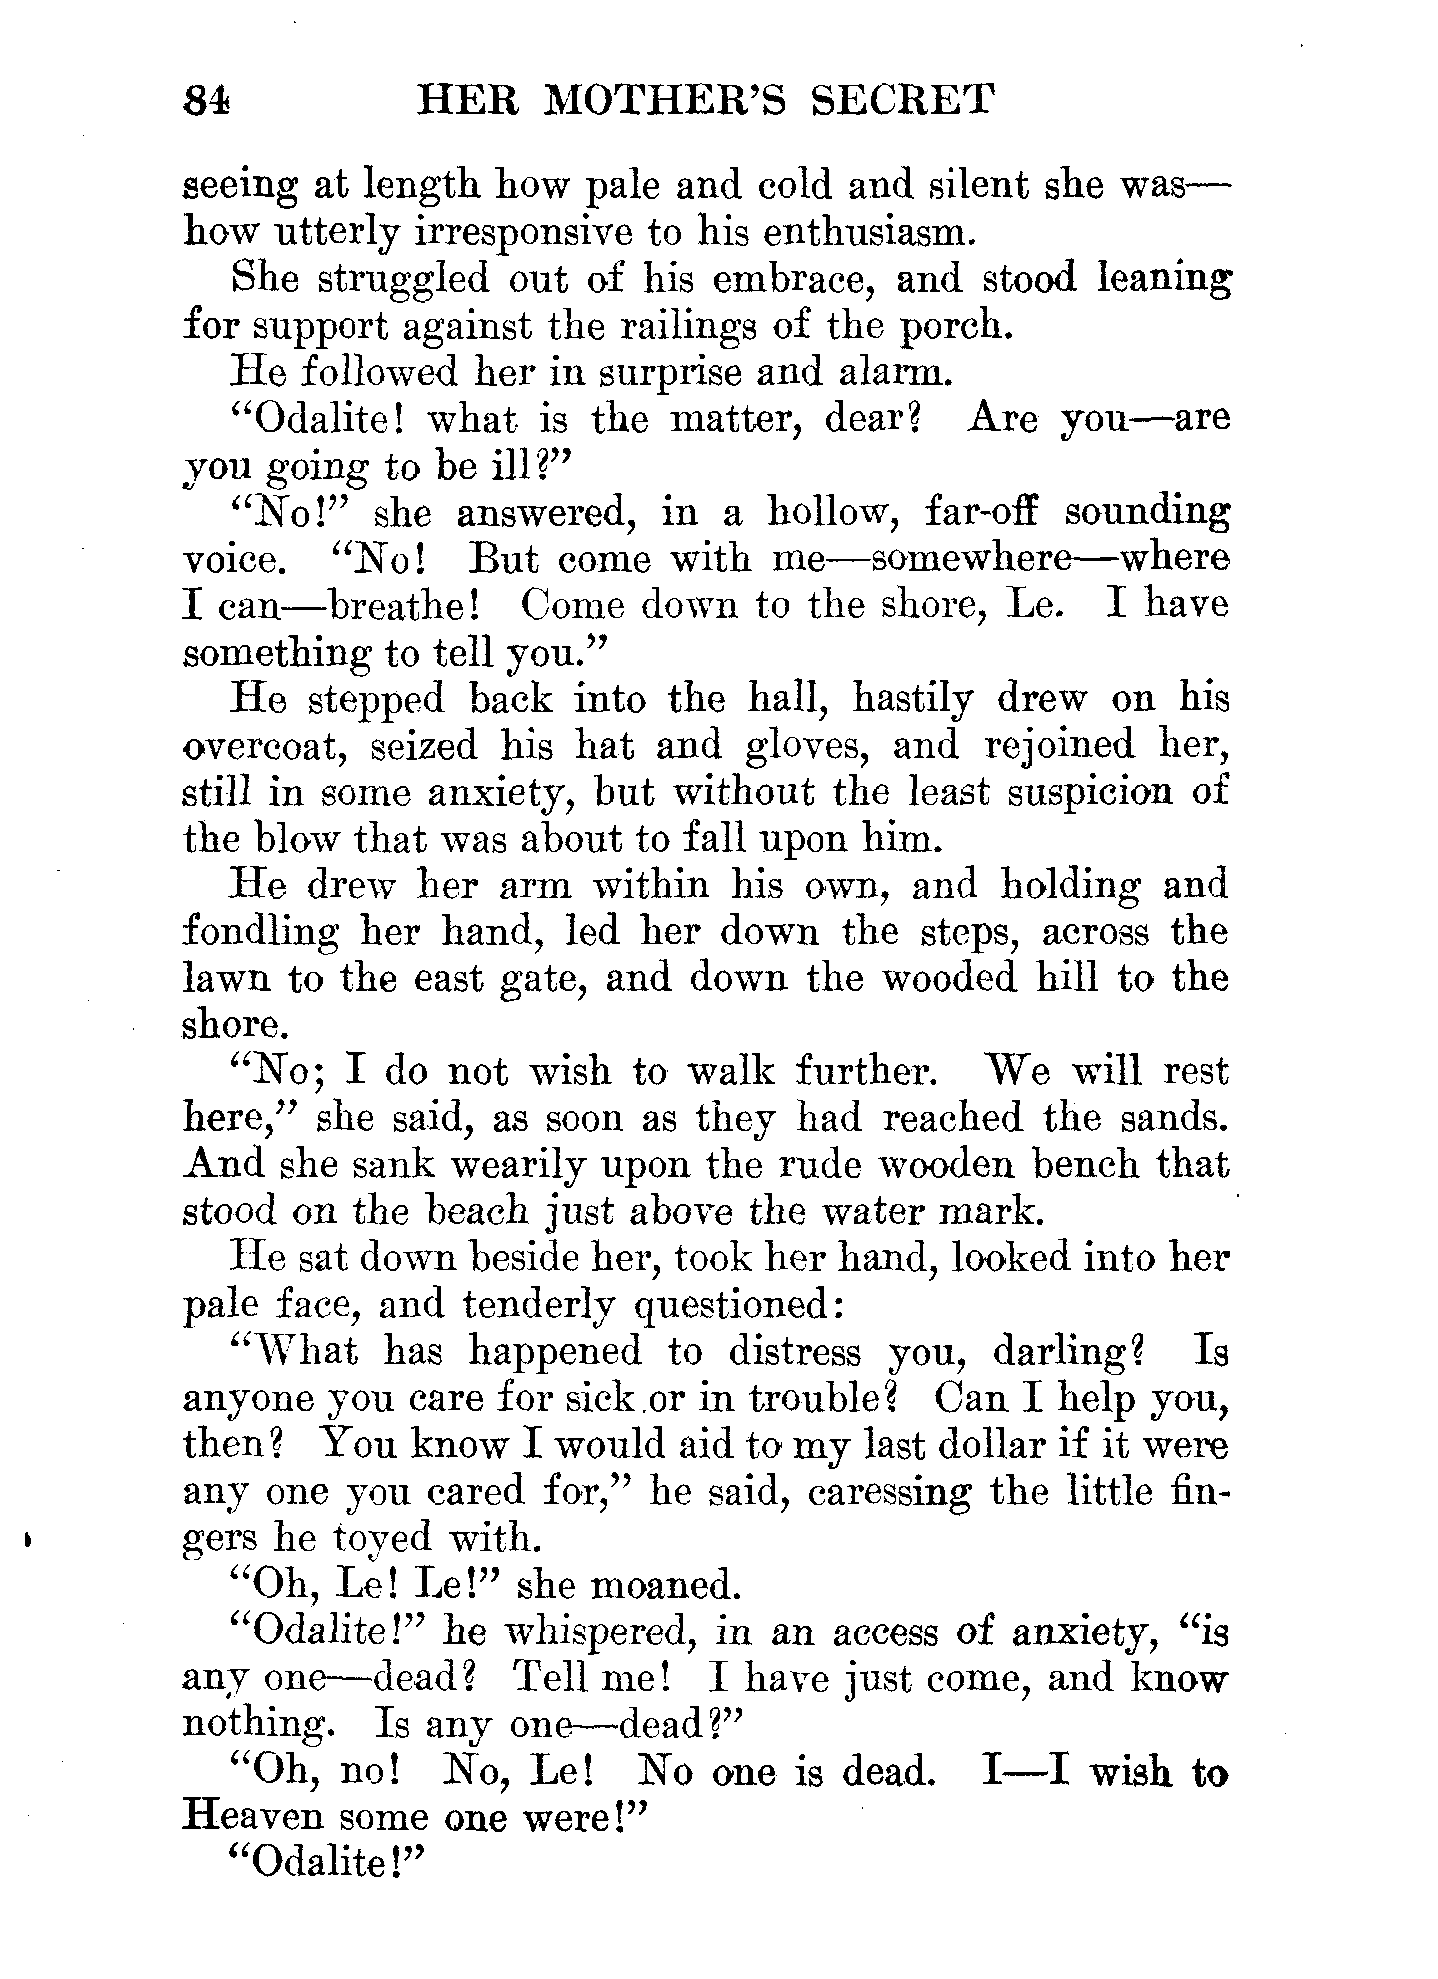 84 HER MOTHER'S SECRET
seeing at length how pale and cold and silent she was—
how utterly irresponsive to his enthusiasm.
She struggled out of his embrace, and stood leaning
for support against the railings of the porch.
He followed her in surprise and alarm.
“Odalite! what is the matter, dear? Are you—are
you going to be ill?”
“No!” she answered, in a hollow, far-off sounding
voice. “No! But come with me—somewhere—where
I can—breathe! Come down to the shore, Le. I have
something to tell you.”
He stepped back into the hall, hastily drew on his
overcoat, seized his hat and gloves, and rejoined her,
still in some anxiety, but without the least suspicion of
the blow that was about to fall upon him.
He drew her arm within his own, and holding and
fondling her hand, led her down the steps, across the
lawn to the east gate, and down the wooded hill to the
shore.
“No; I do not wish to walk further. We will rest
here,” she said, as soon as they had reached the sands.
And she sank wearily upon the rude wooden bench that
stood on the beach just above the water mark.
He sat down beside her, took her hand, looked into her
pale face, and tenderly questioned:
“What has happened to distress you, darling? Is
anyone you care for sick or in trouble? Can I help you,
then? You know I would aid to my last dollar if it were
any one you cared for,” he said, caressing the little fin-
gers he toyed with.
“Oh, Le! Le!” she moaned.
“Odalite!” he whispered, in an access of anxiety, “is
any one—dead? Tell me! I have just come, and know
nothing. Is any one—dead?”
“Oh, no! No, Le! No one is dead. I—I wish to
Heaven some one were!”
“Odalite!”